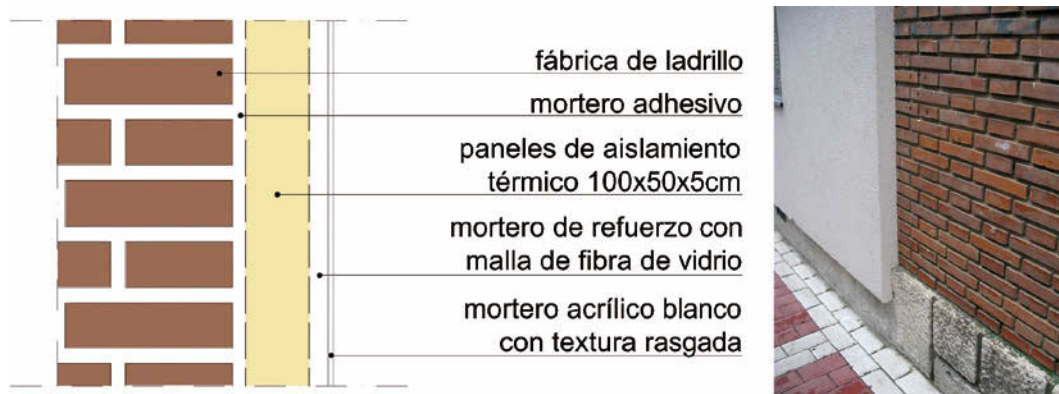 fábrica de ladrillo
mortero adhesivo
paneles de aislamiento
térmico 100x50x5cm
mortero de refuerzo con
malla de fibra de vidrio
mortero acrílico blanco
con textura rasgada